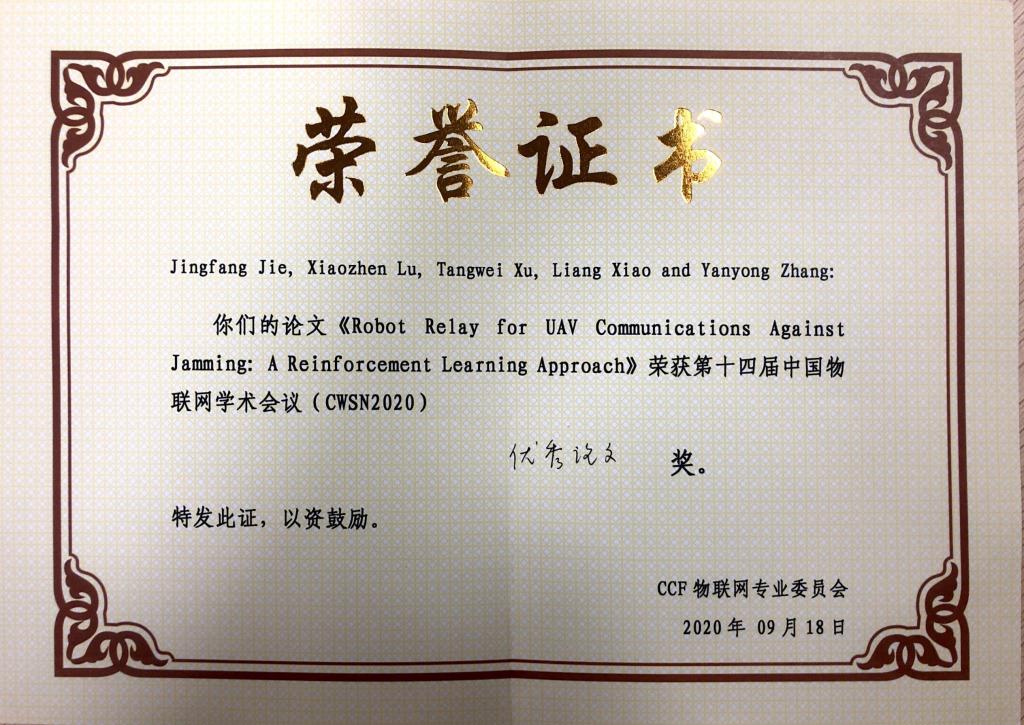 荣誉证书
Jingfang Jie, Xiaozhen Lu, Tangwei Xu, Liang Xiao and Yanyong Zhang:
你们的论文《Robot Relay for UAV Communications Against
Jamming: A Reinforcement Learning Approach》荣获第十四届中国物
联网学术会议（CWSN2020）
优秀论文 奖。
特发此证，以资鼓励。
CCF 物联网专业委员会
2020 年 09 月 18 日